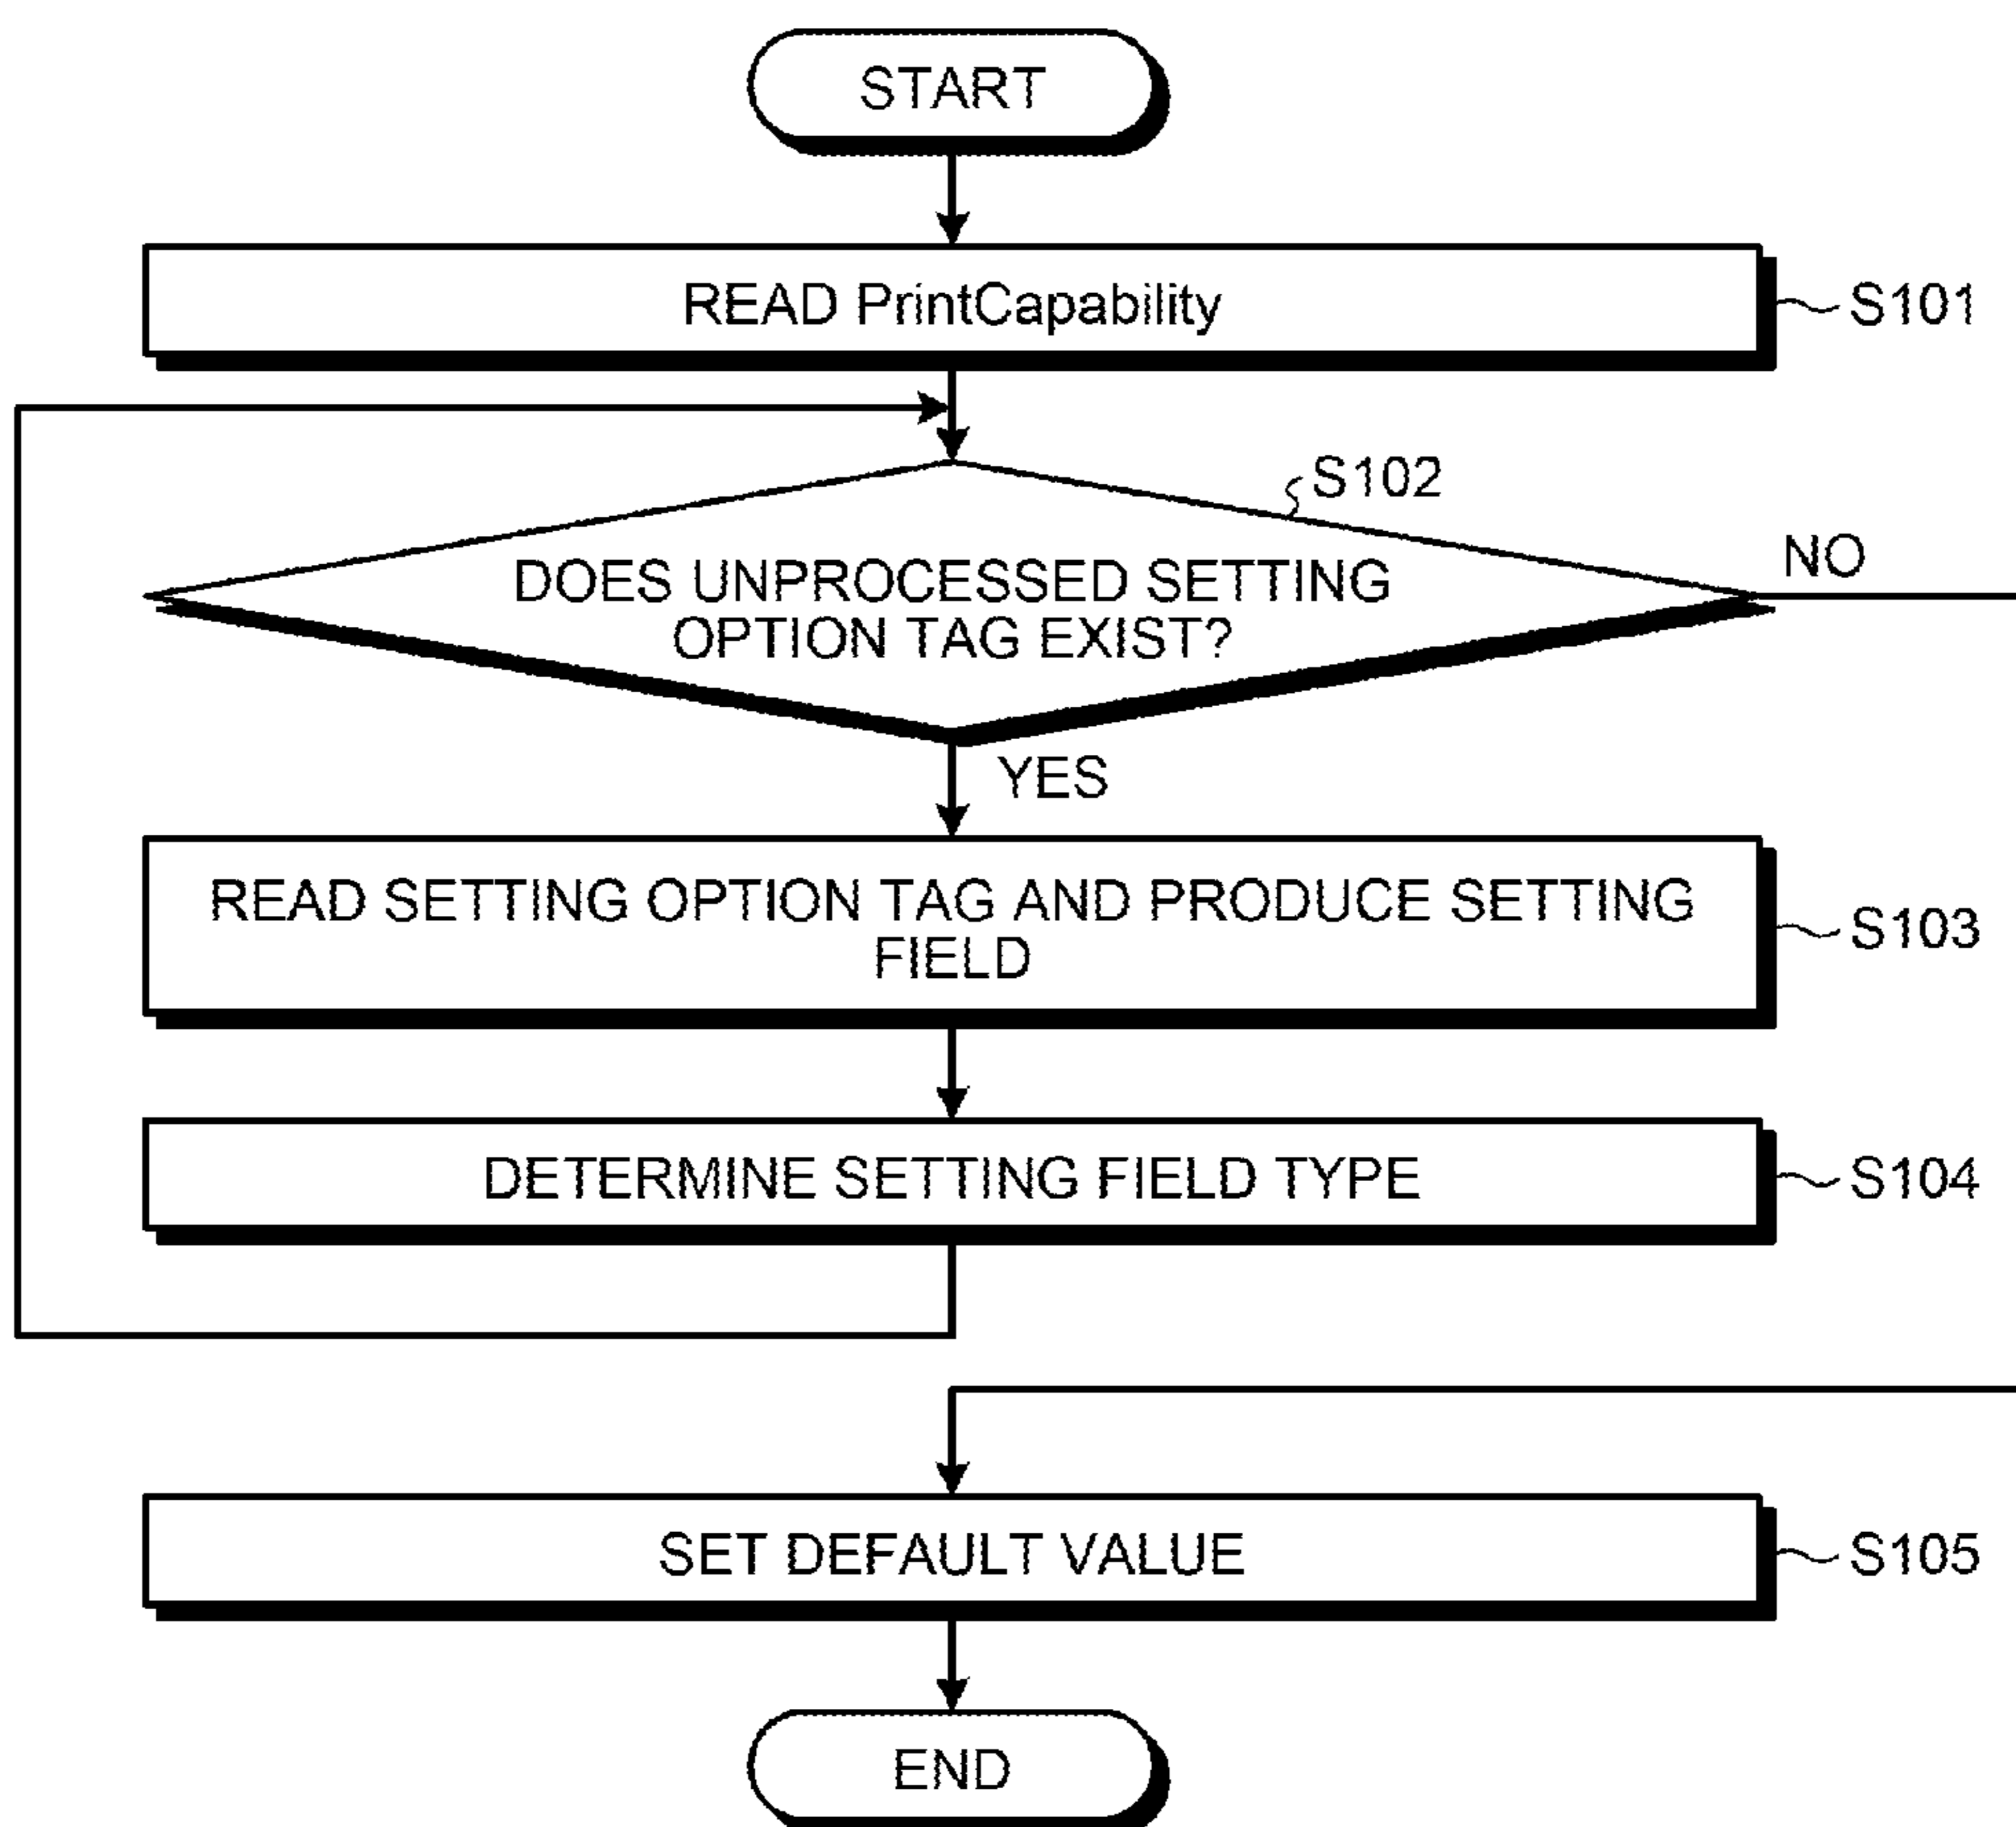 START
READ PrintCapability
S101
S102
DOES UNPROCESSED SETTING
OPTION TAG EXIST?
NO
YES
READ SETTING OPTION TAG AND PRODUCE SETTING
FIELD
S103
DETERMINE SETTING FIELD TYPE
S104
SET DEFAULT VALUE
S105
END